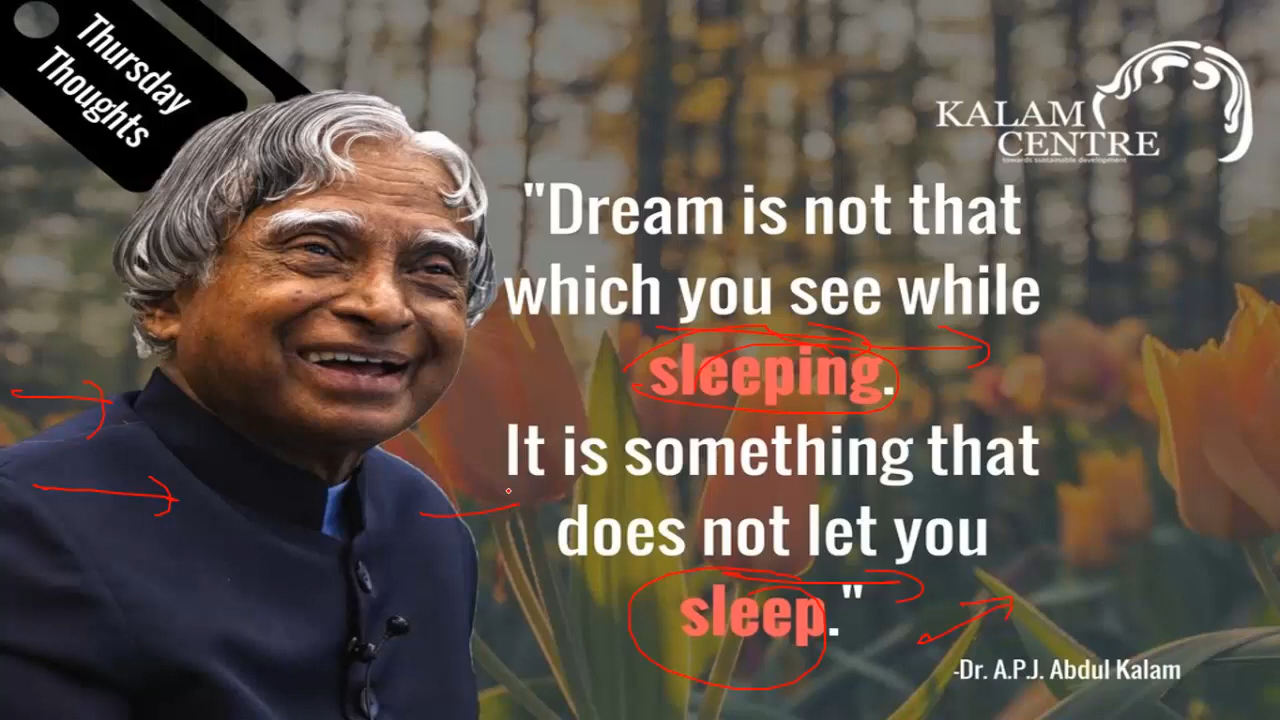 Thursday
Thoughts
KALAM
CENTRE
towards sustainable development
"Dream is not that
which you see while
sleeping.
It is something that
does not let you
sleep."
-Dr. A.P.J. Abdul Kalam